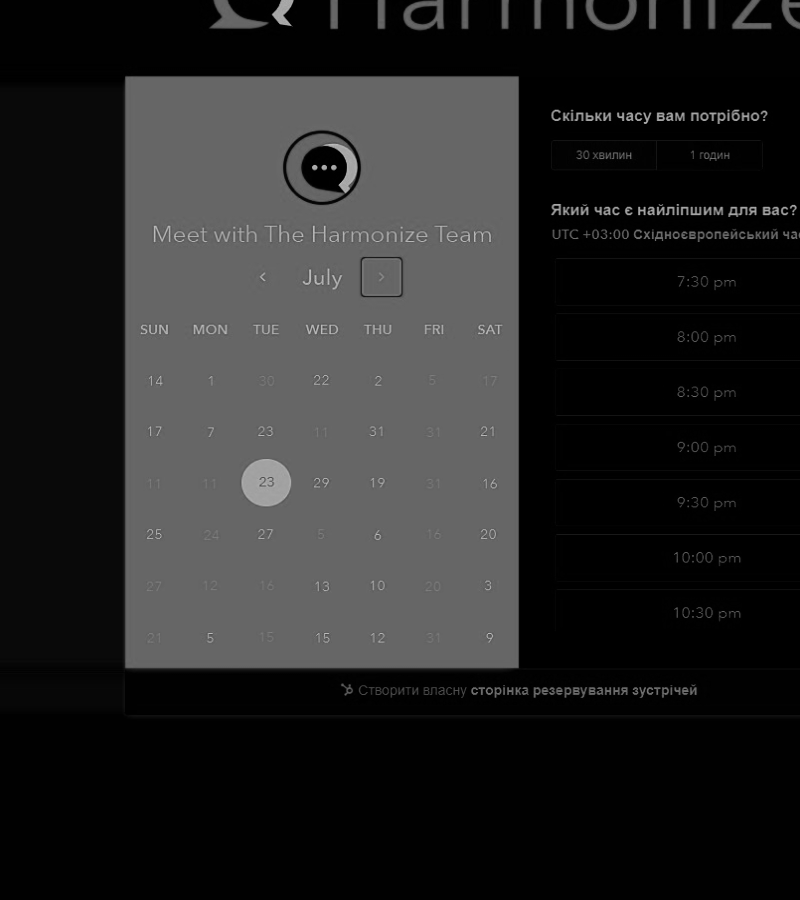 Harmonize
Meet with The Harmonize Team
July
SUN MON TUE WED THU FRI SAT
14 1 30 22 2 5 17
17 7 23 11 31 31 21
11 11 23 29 19 31 16
25 24 27 5 6 16 20
27 12 16 13 10 20 3
21 5 15 15 12 31 9
Скільки часу вам потрібно?
30 хвилин 1 годин
Який час є найліпшим для вас?
UTC +03:00 Східноєвропейський
7:30 pm
8:00 pm
8:30 pm
9:00 pm
9:30 pm
10:00 pm
10:30 pm
Створити власну сторінка резервування зустрічей